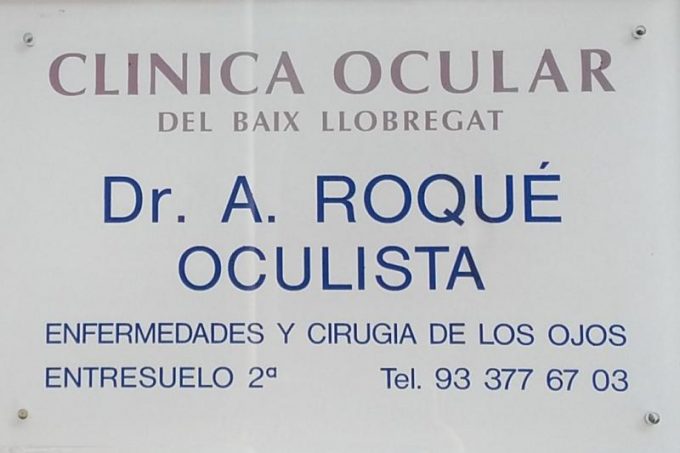 CLINICA OCULAR
DEL BAIX LLOBREGAT
Dr. A. ROQUÉ
OCULISTA
ENFERMEDADES Y CIRUGIA DE LOS OJOS
ENTRESUELO 2ª Tel. 93 377 67 03